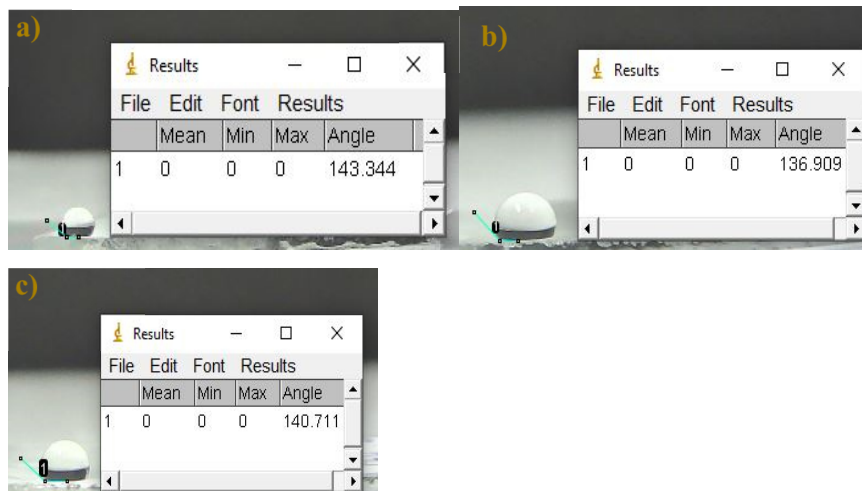 a)
Results
File Edit Font Results
Mean Min Max Angle
1 0 0 0 143.344
b)
Results
File Edit Font Results
Mean Min Max Angle
1 0 0 0 136.909
c)
Results
File Edit Font Results
Mean Min Max Angle
1 0 0 0 140.711
1